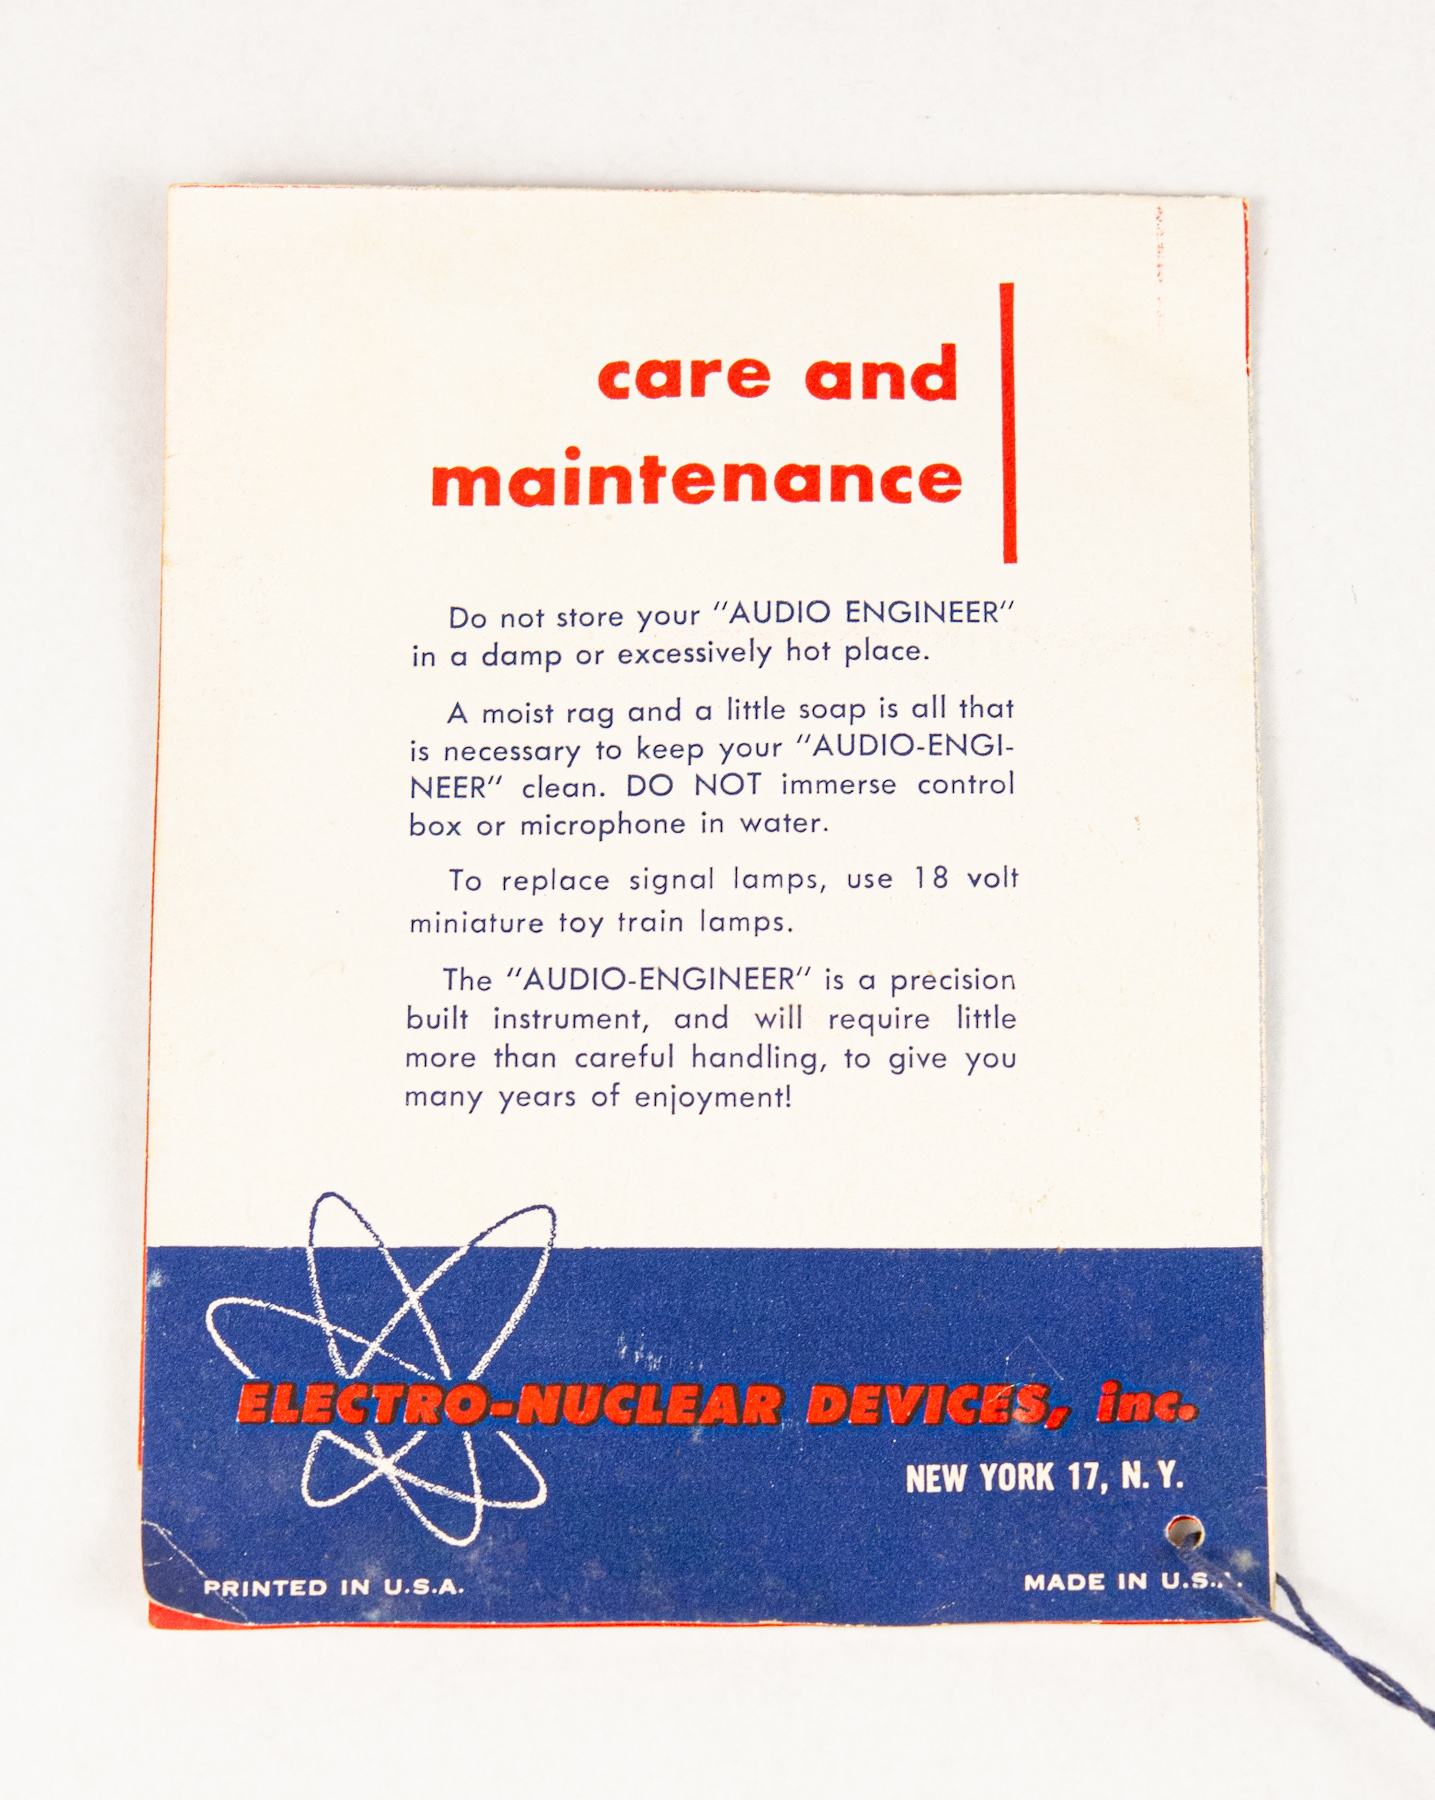 care and
maintenance
Do not store your "AUDIO ENGINEER"
in a damp or excessively hot place.
A moist rag and a little soap is all that
is necessary to keep your "AUDIO-ENGI-
NEER" clean. DO NOT immerse control
box or microphone in water.
To replace signal lamps, use 18 volt
miniature toy train lamps.
The "AUDIO-ENGINEER" is a precision
built instrument, and will require little
more than careful handling, to give you
many years of enjoyment!
ELECTRO-NUCLEAR DEVICES, inc.
NEW YORK 17, N. Y.
PRINTED IN U.S.A.
MADE IN U.S.A.